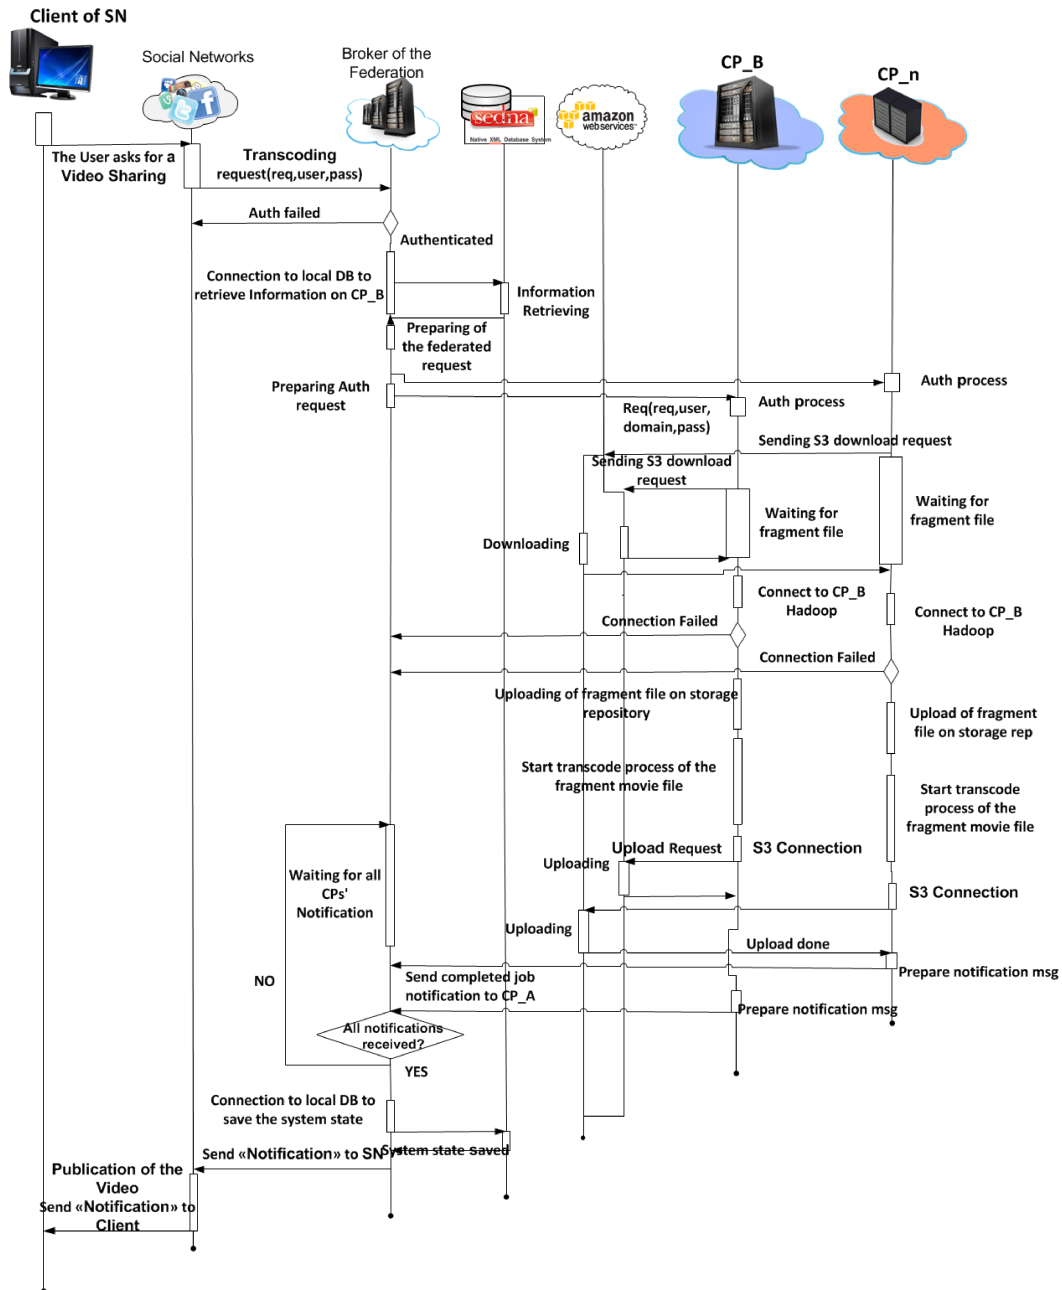 Client of SN
Social Networks
Broker of the
Federation
sedna
Native XML Database System
amazon
webservices™
CP_B
CP_n
The User asks for a
Video Sharing
Transcoding
request(req,user,pass)
Auth failed
Authenticated
Connection to local DB to
retrieve Information on CP_B
Information
Retrieving
Preparing of
the federated
request
Preparing Auth
request
Auth process
Auth process
Req(req,user,
domain,pass)
Sending S3 download request
Sending S3 download
request
Waiting for
fragment file
Waiting for
fragment file
Downloading
Connect to CP_B
Hadoop
Connect to CP_B
Hadoop
Connection Failed
Connection Failed
Uploading of fragment file on storage
repository
Upload of fragment
file on storage rep
Start transcode process of the
fragment movie file
Start transcode
process of the
fragment movie file
Upload Request
S3 Connection
Uploading
Waiting for all
CPs'
Notification
S3 Connection
Uploading
Upload done
Send completed job
notification to CP_A
Prepare notification msg
NO
Prepare notification msg
All notifications
received?
YES
Connection to local DB to
save the system state
System state saved
Send «Notification» to SN
Publication of the
Video
Send «Notification» to
Client